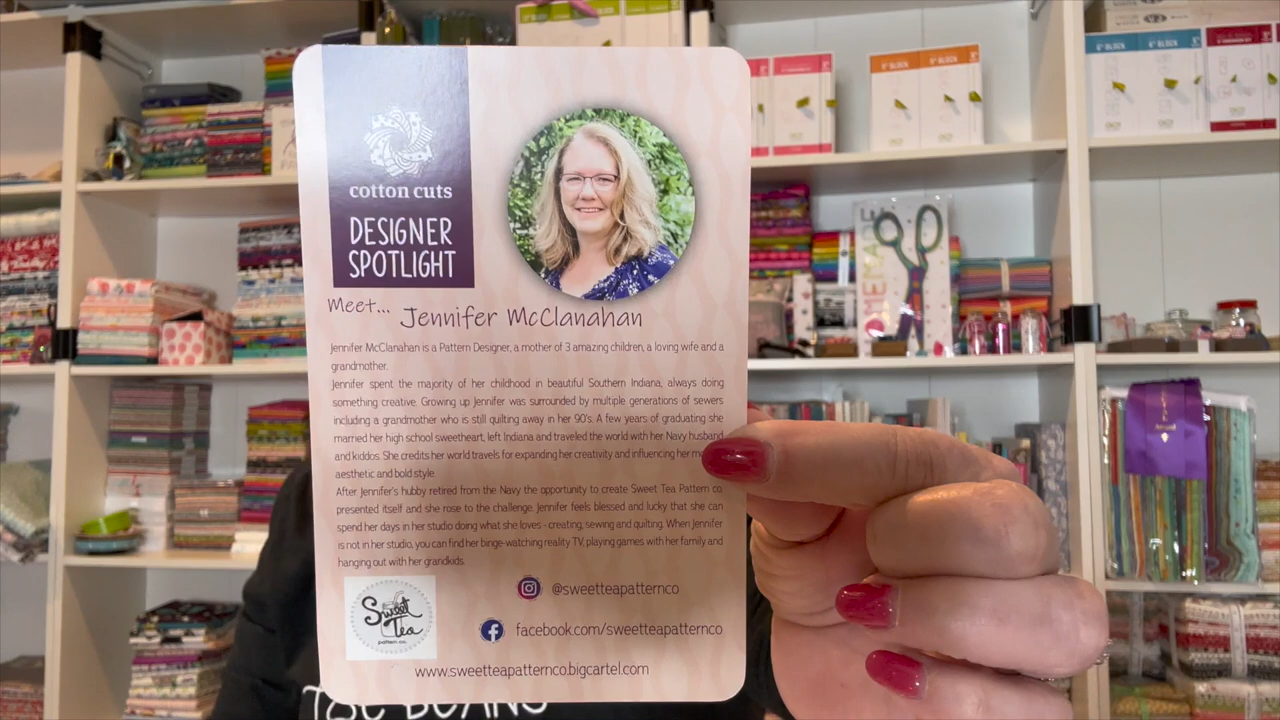 cotton cuts
DESIGNER
SPOTLIGHT
Meet... Jennifer McClanahan
Jennifer McClanahan is a Pattern Designer, a mother of 3 amazing children, a loving wife and a
grandmother.
Jennifer spent the majority of her childhood in beautiful Southern Indiana, always doing
something creative. Growing up Jennifer was surrounded by multiple generations of sewers
including a grandmother who is still quilting away in her 90's. A few years of graduating she
married her high school sweetheart, left Indiana and traveled the world with her Navy husband
and kiddos. She credits her world travels for expanding her creativity and influencing her
aesthetic and bold style.
After Jennifer's hubby retired from the Navy the opportunity to create Sweet Tea Pattern co.
presented itself and she rose to the challenge. Jennifer feels blessed and lucky that she can
spend her days in her studio doing what she loves - creating, sewing and quilting. When Jennifer
is not in her studio, you can find her binge-watching reality TV, playing games with her family and
hanging out with her grandkids.
Sweet
Tea
pattern co.
@sweetteapatternco
facebook.com/sweetteapatternco
www.sweetteapatternco.bigcartel.com